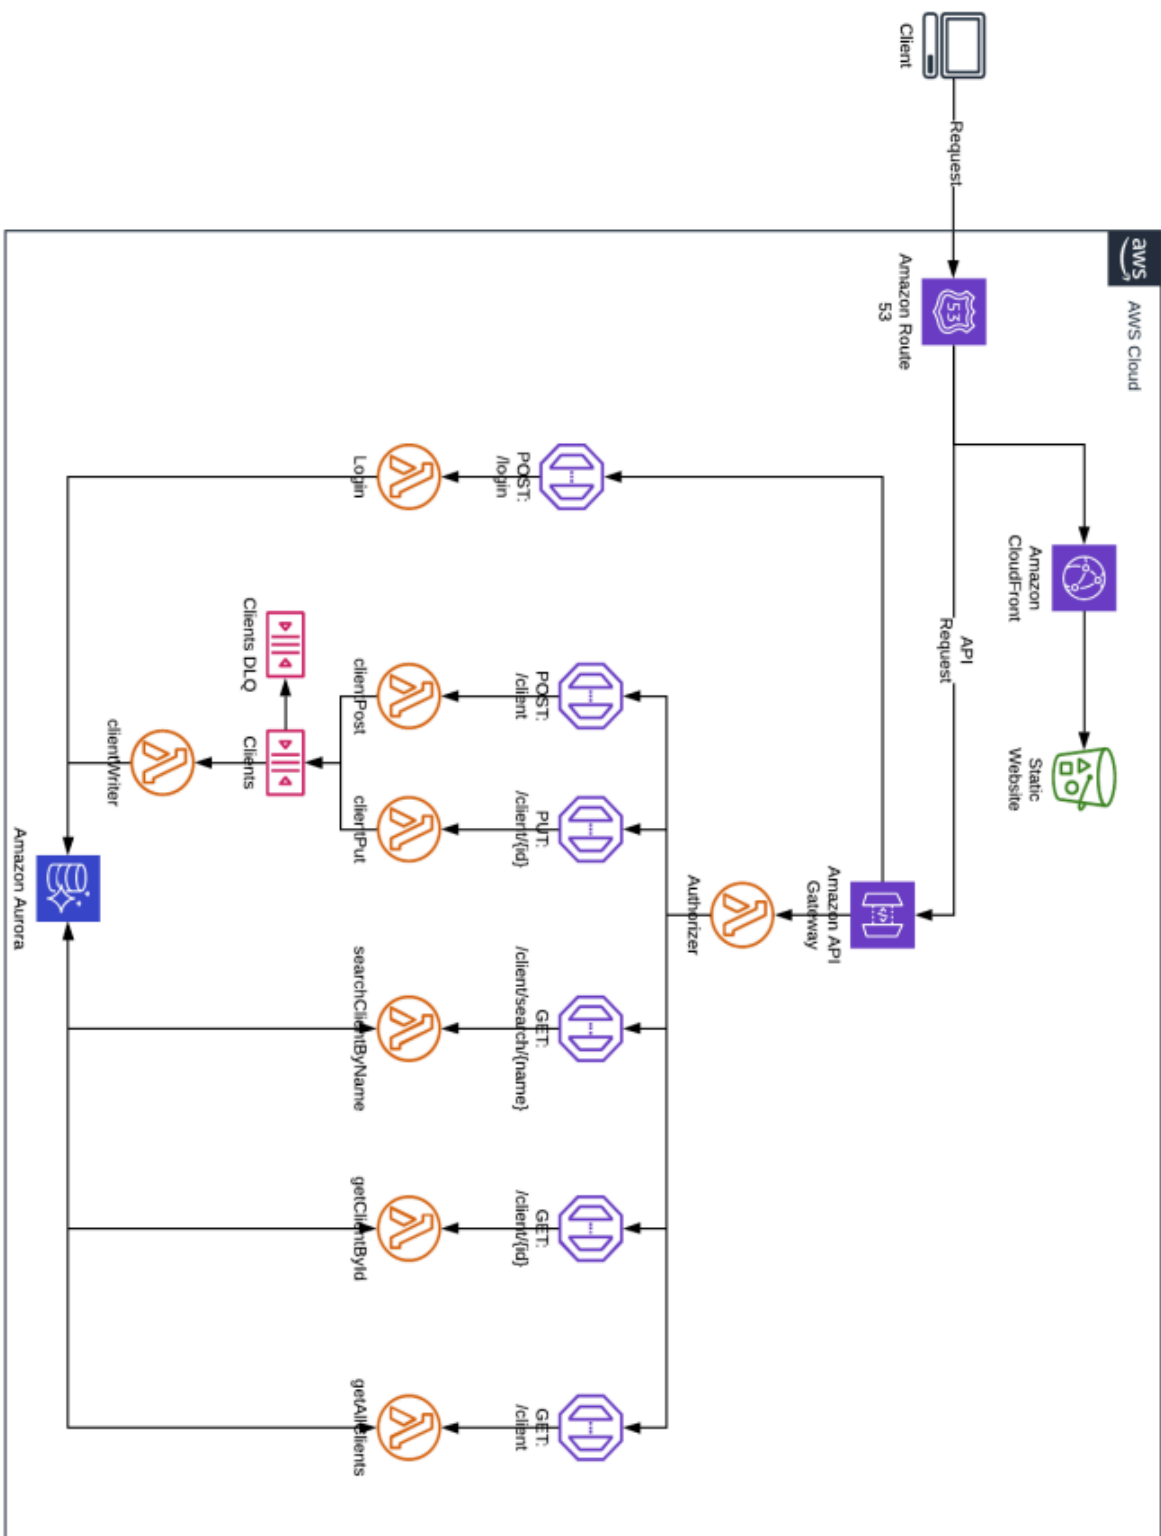 aws
AWS Cloud
Client
Request
Amazon Route
53
Amazon
CloudFront
Static
Website
API
Request
Amazon API
Gateway
Authorizer
POST:
/login
POST:
/client
PUT:
/client/{id}
GET:
/client/search/{name}
GET:
/client/{id}
GET:
/client
Login
clientPost
clientPut
searchClientByName
getClientById
getAllClients
Clients DLQ
Clients
clientWriter
Amazon Aurora